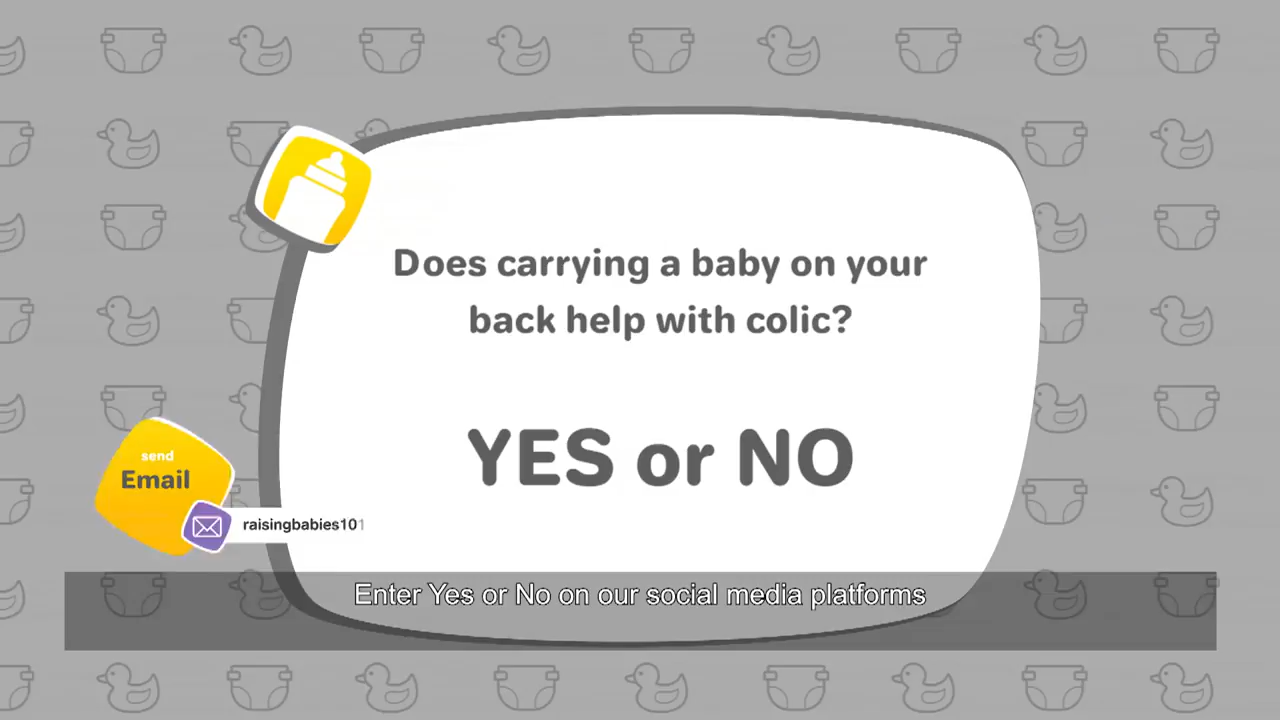 Does carrying a baby on your
back help with colic?
YES or NO
send
Email
raisingbabies101
Enter Yes or No on our social media platforms